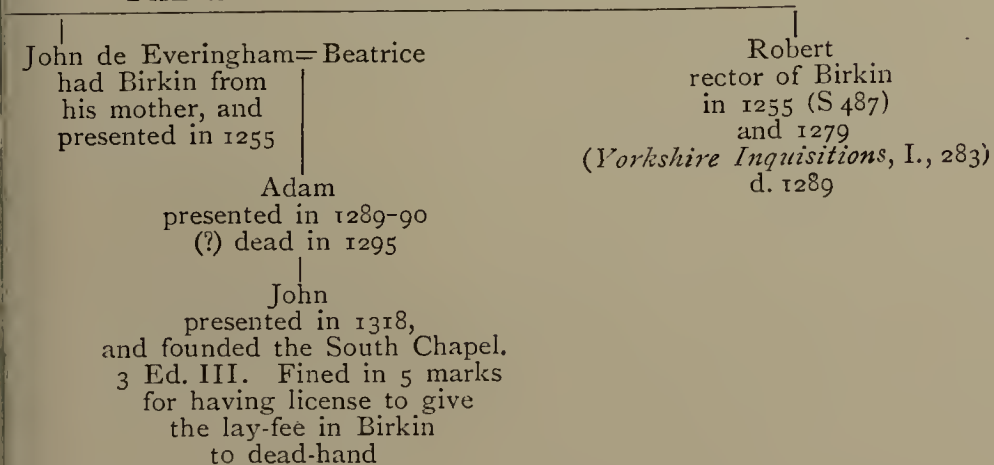 John de Everingham= Beatrice
had Birkin from
his mother, and
presented in 1255
Robert
rector of Birkin
in 1255 (S 487)
and 1279
(Yorkshire Inquisitions, I., 283)
d. 1289
Adam
presented in 1289-90
(?) dead in 1295
John
presented in 1318,
and founded the South Chapel.
3 Ed. III. Fined in 5 marks
for having license to give
the lay-fee in Birkin
to dead-hand